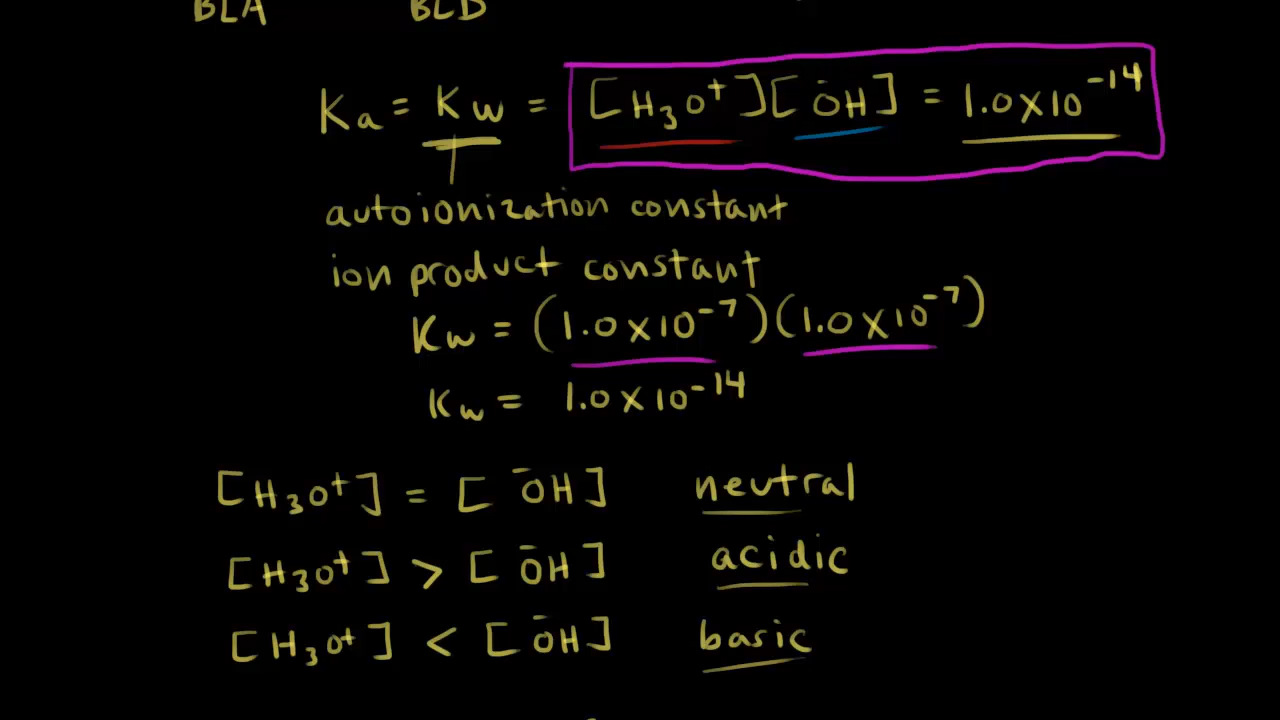 BLA BLB
Ka = Kw = [H₃O⁺][⁻OH] = 1.0x10⁻¹⁴
autoionization constant
ion product constant
Kw = (1.0x10⁻⁷)(1.0x10⁻⁷)
Kw = 1.0x10⁻¹⁴
[H₃O⁺] = [⁻OH] neutral
[H₃O⁺] > [⁻OH] acidic
[H₃O⁺] < [⁻OH] basic